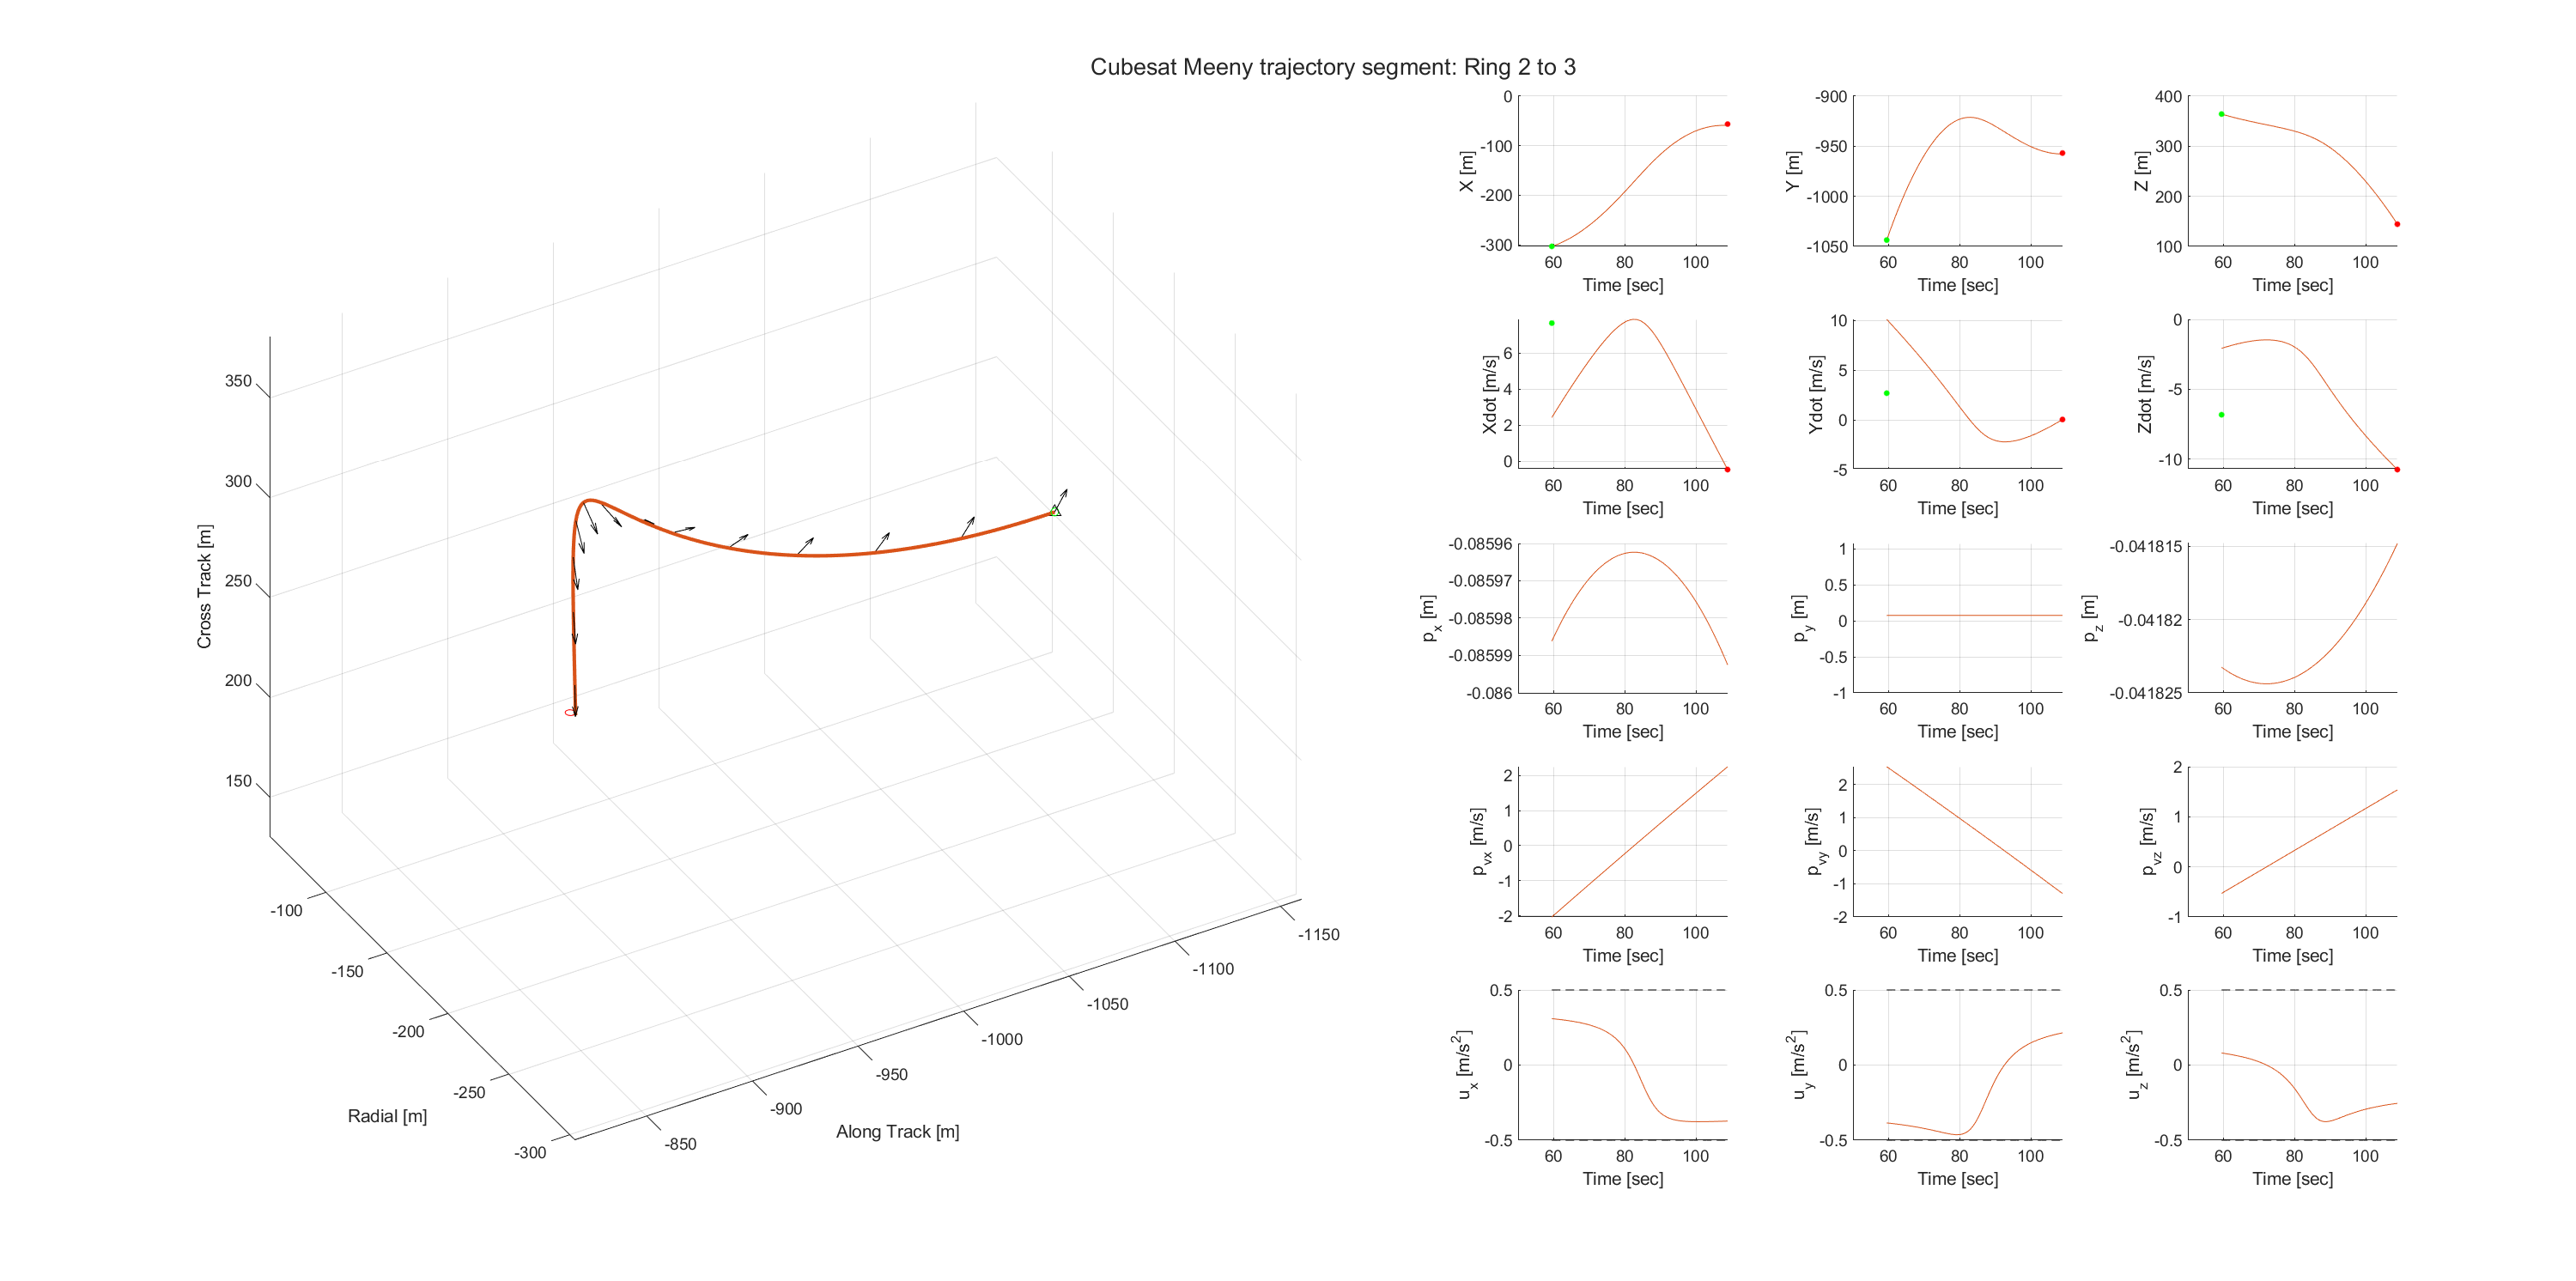 Cubesat Meeny trajectory segment: Ring 2 to 3
350
300
250
200
150
Cross Track [m]
-100
-150
-200
-250
-300
Radial [m]
-850
-900
-950
-1000
-1050
-1100
-1150
Along Track [m]
0
-100
-200
-300
X [m]
60 80 100
Time [sec]
-900
-950
-1000
-1050
Y [m]
60 80 100
Time [sec]
400
300
200
100
Z [m]
60 80 100
Time [sec]
6
4
2
0
Xdot [m/s]
60 80 100
Time [sec]
10
5
0
-5
Ydot [m/s]
60 80 100
Time [sec]
0
-5
-10
Zdot [m/s]
60 80 100
Time [sec]
-0.08596
-0.08597
-0.08598
-0.08599
-0.086
p_x [m]
60 80 100
Time [sec]
1
0.5
0
-0.5
-1
p_y [m]
60 80 100
Time [sec]
-0.041815
-0.04182
-0.041825
p_z [m]
60 80 100
Time [sec]
2
1
0
-1
-2
p_vx [m/s]
60 80 100
Time [sec]
2
1
0
-1
-2
p_vy [m/s]
60 80 100
Time [sec]
2
1
0
-1
p_vz [m/s]
60 80 100
Time [sec]
0.5
0
-0.5
u_x [m/s²]
60 80 100
Time [sec]
0.5
0
-0.5
u_y [m/s²]
60 80 100
Time [sec]
0.5
0
-0.5
u_z [m/s²]
60 80 100
Time [sec]